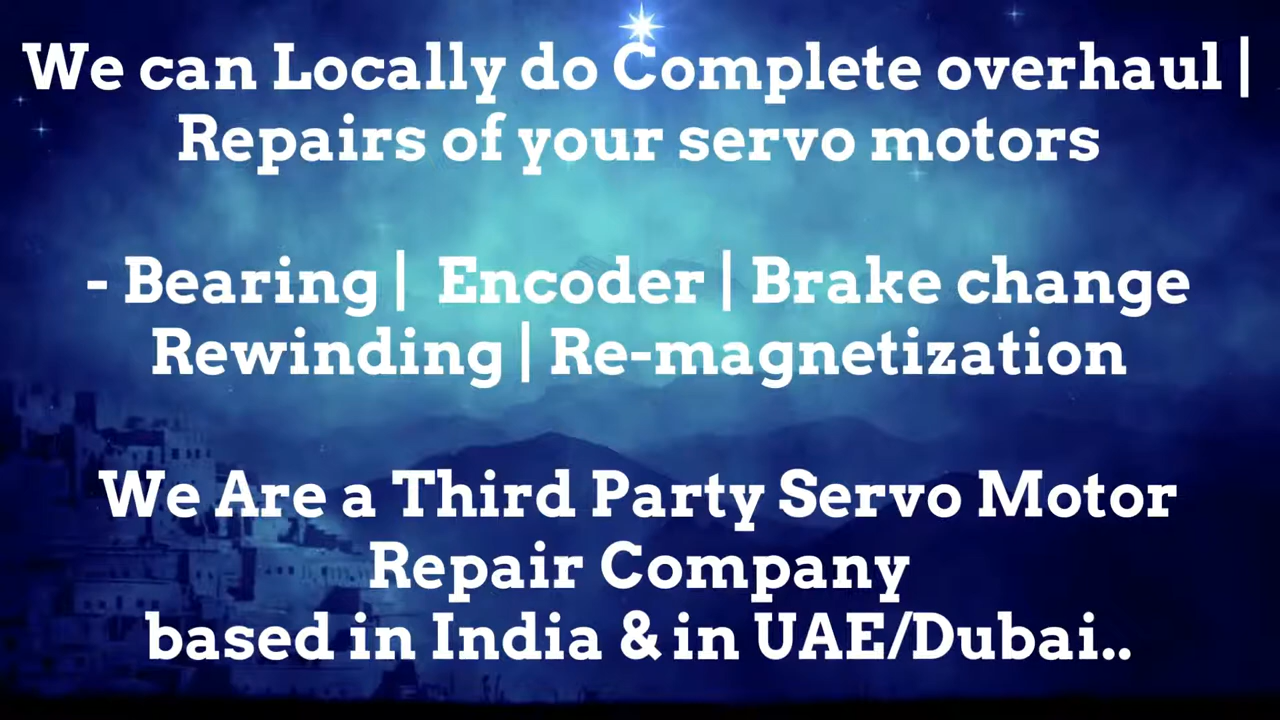 We can Locally do Complete overhaul |
Repairs of your servo motors
- Bearing | Encoder | Brake change
Rewinding | Re-magnetization
We Are a Third Party Servo Motor
Repair Company
based in India & in UAE/Dubai..